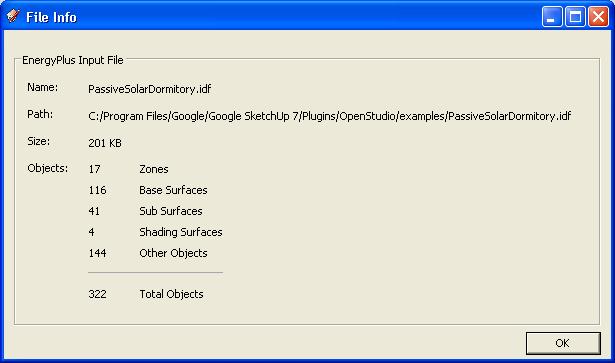 File Info
EnergyPlus Input File
Name: PassiveSolarDormitory.idf
Path: C:/Program Files/Google/Google SketchUp 7/Plugins/OpenStudio/examples/PassiveSolarDormitory.idf
Size: 201 KB
Objects: 17 Zones
116 Base Surfaces
41 Sub Surfaces
4 Shading Surfaces
144 Other Objects
322 Total Objects
OK